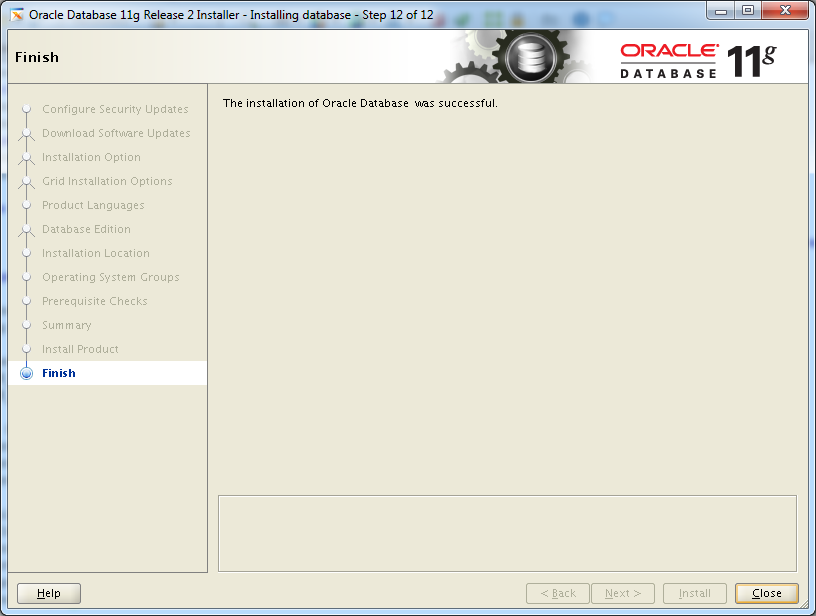 Oracle Database 11g Release 2 Installer - Installing database - Step 12 of 12
Finish
ORACLE
DATABASE
11g
Configure Security Updates
Download Software Updates
Installation Option
Grid Installation Options
Product Languages
Database Edition
Installation Location
Operating System Groups
Prerequisite Checks
Summary
Install Product
Finish
The installation of Oracle Database was successful.
Help
< Back
Next >
Install
Close